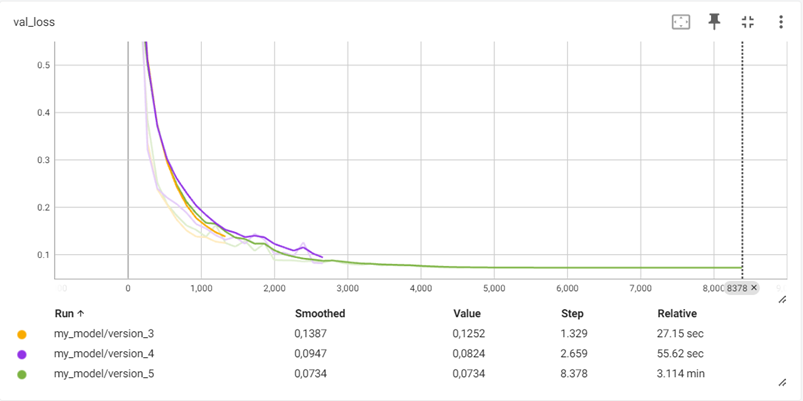 val_loss
0.5
0.4
0.3
0.2
0.1
0 1,000 2,000 3,000 4,000 5,000 6,000 7,000 8,000 8378 ✕
Run ↑ Smoothed Value Step Relative
my_model/version_3 0,1387 0,1252 1.329 27.15 sec
my_model/version_4 0,0947 0,0824 2.659 55.62 sec
my_model/version_5 0,0734 0,0734 8.378 3.114 min